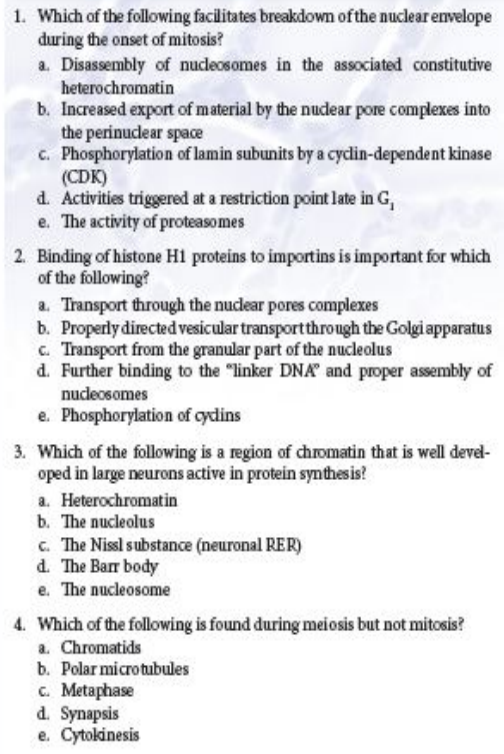 1. Which of the following facilitates breakdown of the nuclear envelope
during the onset of mitosis?
a. Disassembly of nucleosomes in the associated constitutive
heterochromatin
b. Increased export of material by the nuclear pore complexes into
the perinuclear space
c. Phosphorylation of lamin subunits by a cyclin-dependent kinase
(CDK)
d. Activities triggered at a restriction point late in G₁
e. The activity of proteasomes
2. Binding of histone H1 proteins to importins is important for which
of the following?
a. Transport through the nuclear pores complexes
b. Properly directed vesicular transport through the Golgi apparatus
c. Transport from the granular part of the nucleolus
d. Further binding to the “linker DNA” and proper assembly of
nucleosomes
e. Phosphorylation of cyclins
3. Which of the following is a region of chromatin that is well devel-
oped in large neurons active in protein synthesis?
a. Heterochromatin
b. The nucleolus
c. The Nissl substance (neuronal RER)
d. The Barr body
e. The nucleosome
4. Which of the following is found during meiosis but not mitosis?
a. Chromatids
b. Polar microtubules
c. Metaphase
d. Synapsis
e. Cytokinesis